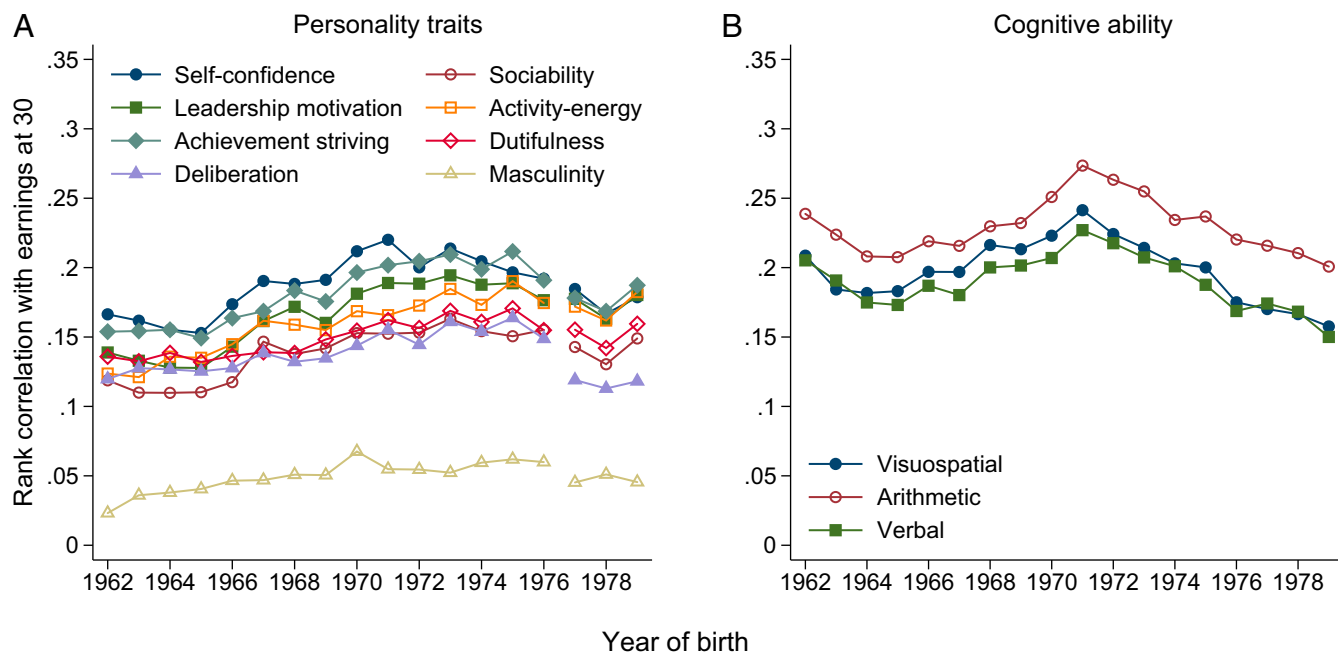 A
Personality traits
.35
.3
.25
.2
.15
.1
.05
0
Rank correlation with earnings at 30
Self-confidence
Leadership motivation
Achievement striving
Deliberation
Sociability
Activity-energy
Dutifulness
Masculinity
1962 1964 1966 1968 1970 1972 1974 1976 1978
B
Cognitive ability
.35
.3
.25
.2
.15
.1
.05
0
Visuospatial
Arithmetic
Verbal
1962 1964 1966 1968 1970 1972 1974 1976 1978
Year of birth